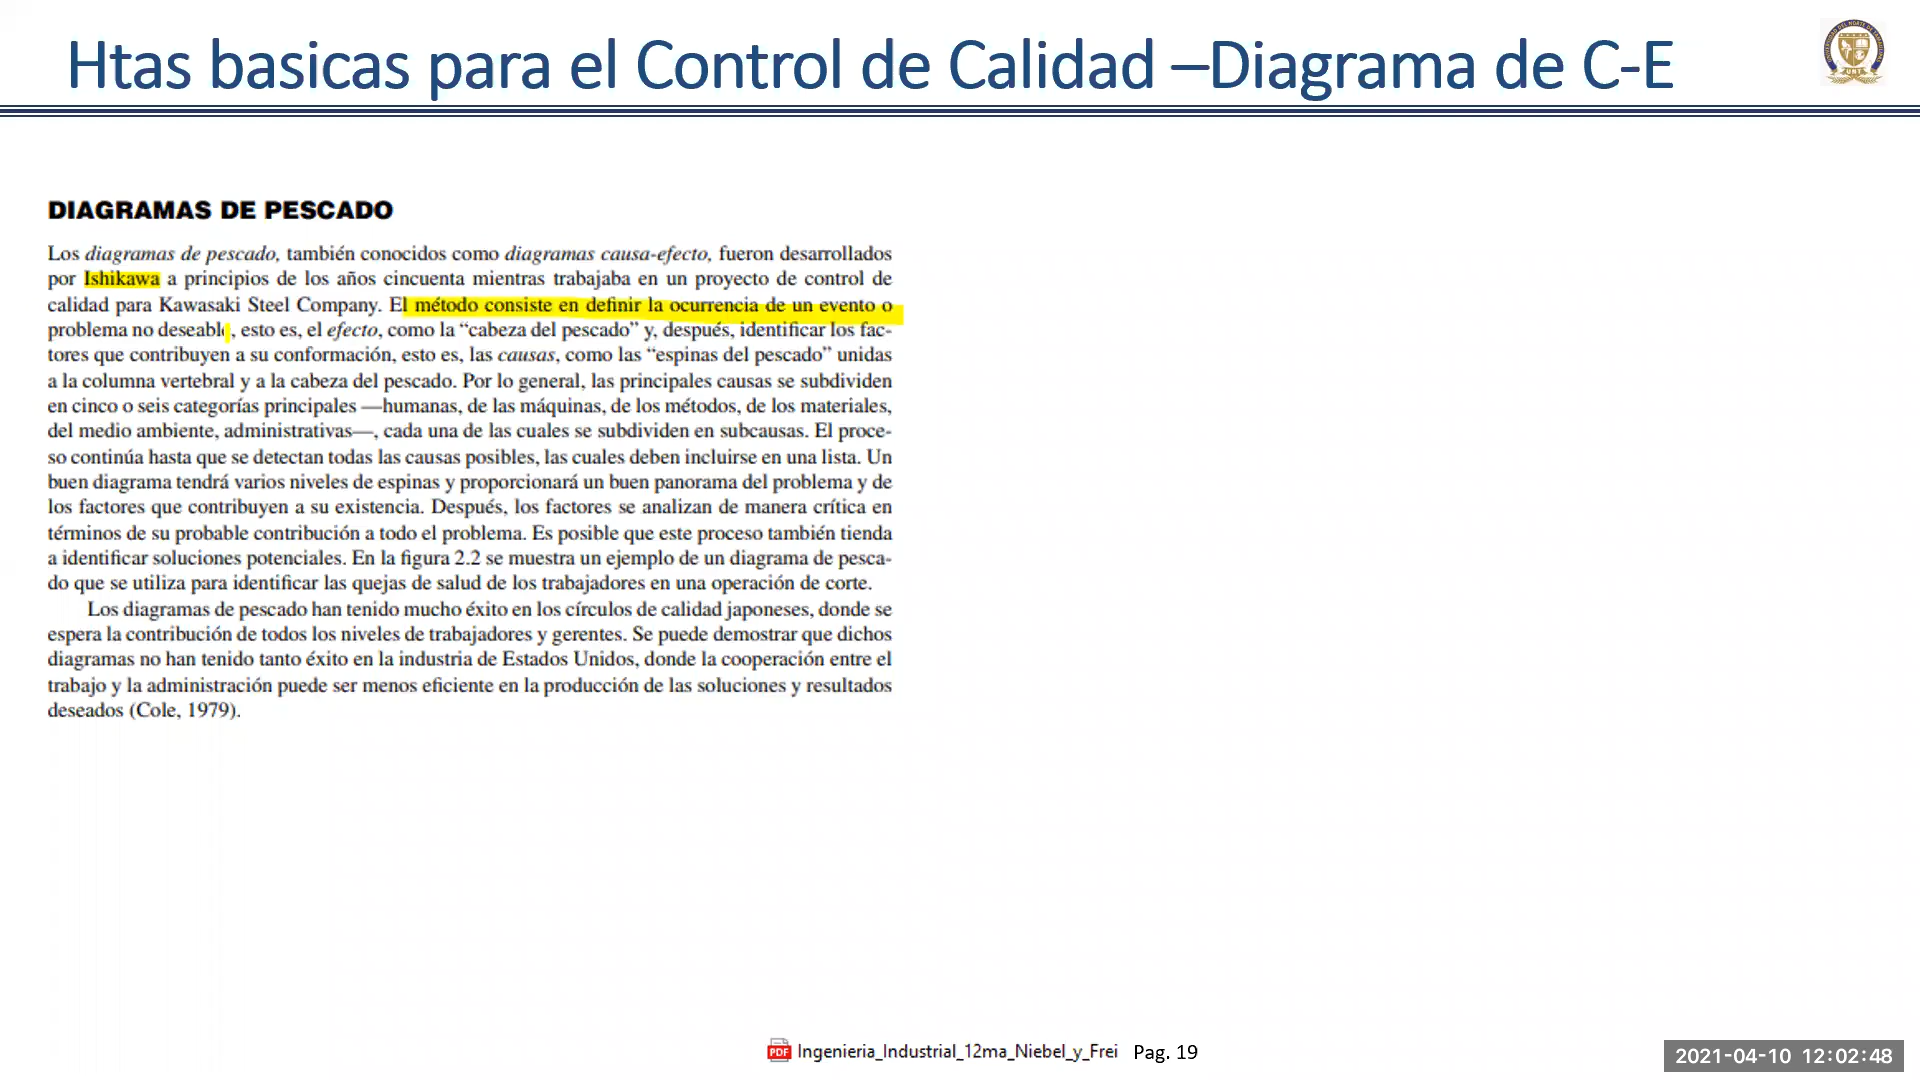 Htas basicas para el Control de Calidad –Diagrama de C-E
DIAGRAMAS DE PESCADO
Los diagramas de pescado, también conocidos como diagramas causa-efecto, fueron desarrollados
por Ishikawa a principios de los años cincuenta mientras trabajaba en un proyecto de control de
calidad para Kawasaki Steel Company. El método consiste en definir la ocurrencia de un evento o
problema no deseable, esto es, el efecto, como la “cabeza del pescado” y, después, identificar los fac-
tores que contribuyen a su conformación, esto es, las causas, como las “espinas del pescado” unidas
a la columna vertebral y a la cabeza del pescado. Por lo general, las principales causas se subdividen
en cinco o seis categorías principales —humanas, de las máquinas, de los métodos, de los materiales,
del medio ambiente, administrativas—, cada una de las cuales se subdividen en subcausas. El proce-
so continúa hasta que se detectan todas las causas posibles, las cuales deben incluirse en una lista. Un
buen diagrama tendrá varios niveles de espinas y proporcionará un buen panorama del problema y de
los factores que contribuyen a su existencia. Después, los factores se analizan de manera crítica en
términos de su probable contribución a todo el problema. Es posible que este proceso también tienda
a identificar soluciones potenciales. En la figura 2.2 se muestra un ejemplo de un diagrama de pesca-
do que se utiliza para identificar las quejas de salud de los trabajadores en una operación de corte.
Los diagramas de pescado han tenido mucho éxito en los círculos de calidad japoneses, donde se
espera la contribución de todos los niveles de trabajadores y gerentes. Se puede demostrar que dichos
diagramas no han tenido tanto éxito en la industria de Estados Unidos, donde la cooperación entre el
trabajo y la administración puede ser menos eficiente en la producción de las soluciones y resultados
deseados (Cole, 1979).
PDF Ingenieria_Industrial_12ma_Niebel_y_Frei Pag. 19
2021-04-10 12:02:48